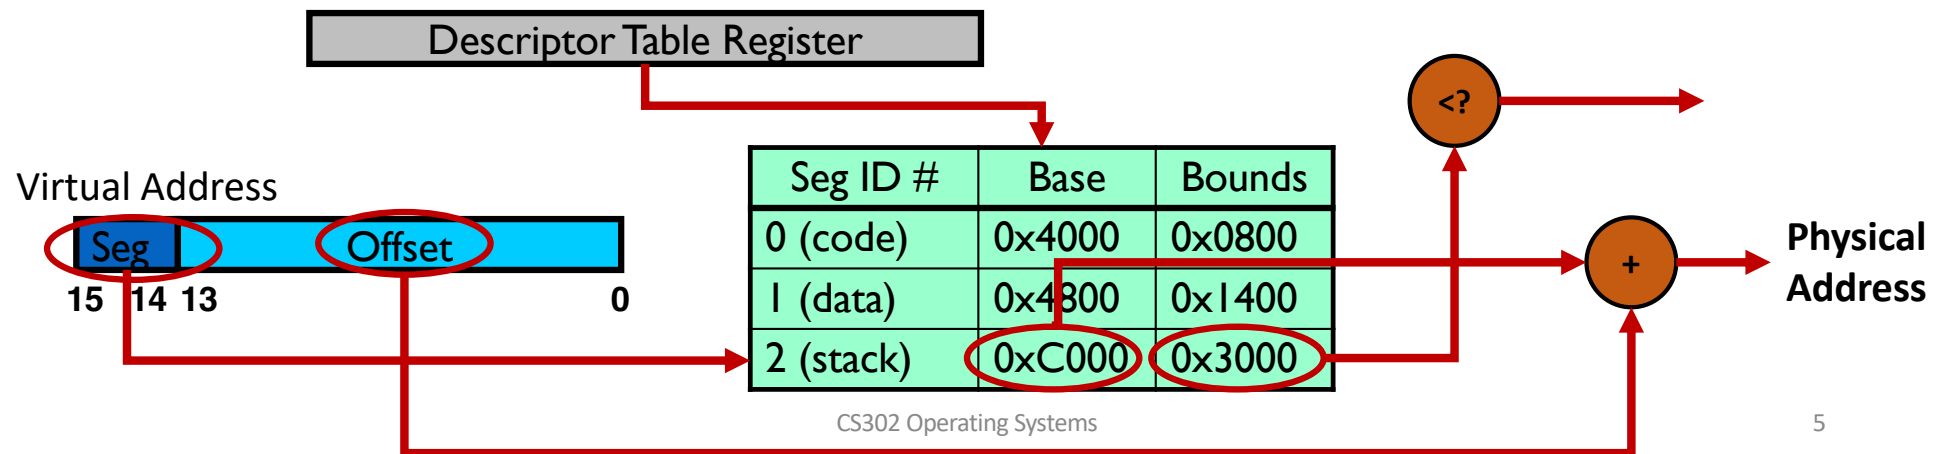 Descriptor Table Register
<?
Virtual Address
Seg ID # Base Bounds
Seg Offset
0 (code) 0x4000 0x0800
+
Physical
Address
15 14 13 0
1 (data) 0x4800 0x1400
2 (stack) 0xC000 0x3000
CS302 Operating Systems
5